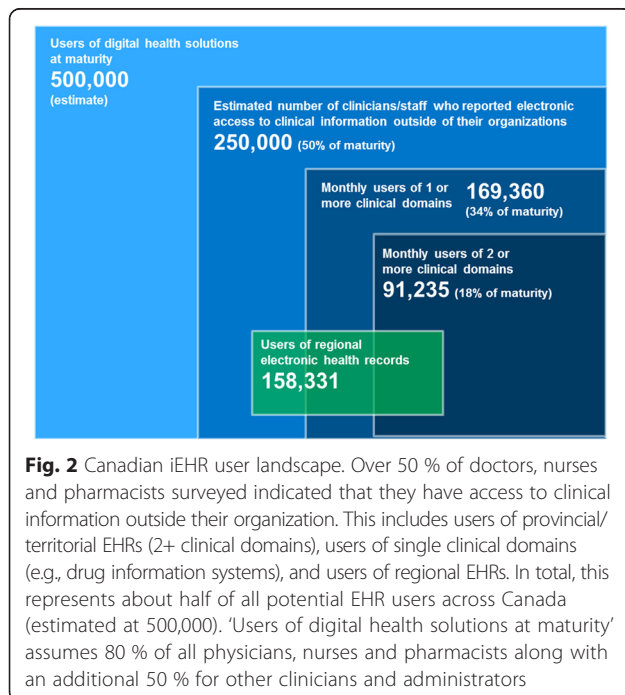 Users of digital health solutions
at maturity
500,000
(estimate)
Estimated number of clinicians/staff who reported electronic
access to clinical information outside of their organizations
250,000 (50% of maturity)
Monthly users of 1 or
more clinical domains
169,360
(34% of maturity)
Monthly users of 2 or
more clinical domains
91,235 (18% of maturity)
Users of regional
electronic health records
158,331
Fig. 2 Canadian iEHR user landscape. Over 50 % of doctors, nurses
and pharmacists surveyed indicated that they have access to clinical
information outside their organization. This includes users of provincial/
territorial EHRs (2+ clinical domains), users of single clinical domains
(e.g., drug information systems), and users of regional EHRs. In total, this
represents about half of all potential EHR users across Canada
(estimated at 500,000). ‘Users of digital health solutions at maturity’
assumes 80 % of all physicians, nurses and pharmacists along with
an additional 50 % for other clinicians and administrators